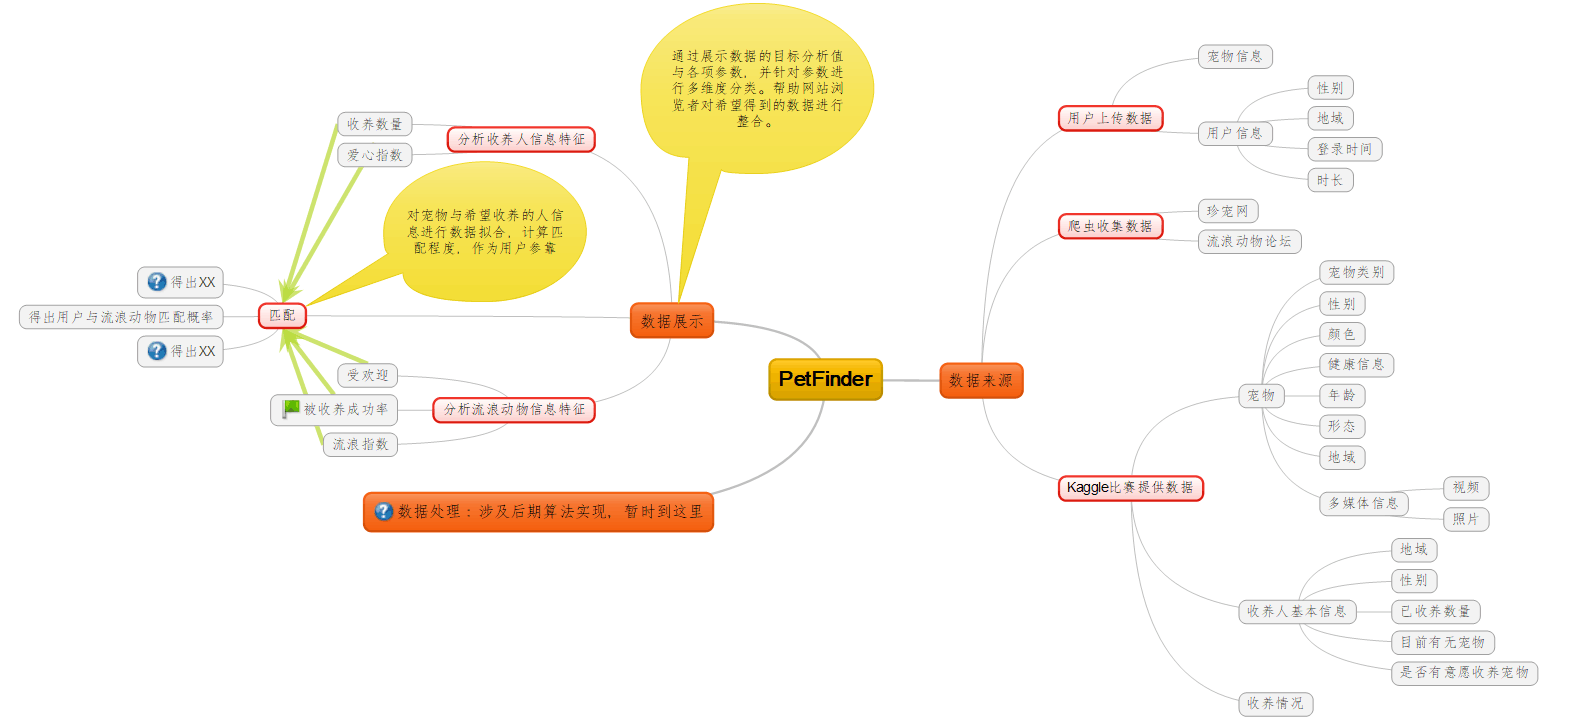 PetFinder
数据展示
通过展示数据的目标分析值
与各项参数，并针对参数进
行多维度分类。帮助网站浏
览者对希望得到的数据进行
整合。
分析收养人信息特征
收养数量
爱心指数
匹配
对宠物与希望收养的人信
息进行数据拟合，计算匹
配程度，作为用户参靠
得出XX
得出用户与流浪动物匹配概率
得出XX
分析流浪动物信息特征
受欢迎
被收养成功率
流浪指数
数据处理：涉及后期算法实现，暂时到这里
数据来源
用户上传数据
宠物信息
用户信息
性别
地域
登录时间
时长
爬虫收集数据
珍宠网
流浪动物论坛
Kaggle比赛提供数据
宠物
宠物类别
性别
颜色
健康信息
年龄
形态
地域
多媒体信息
视频
照片
收养人基本信息
地域
性别
已收养数量
目前有无宠物
是否有意愿收养宠物
收养情况